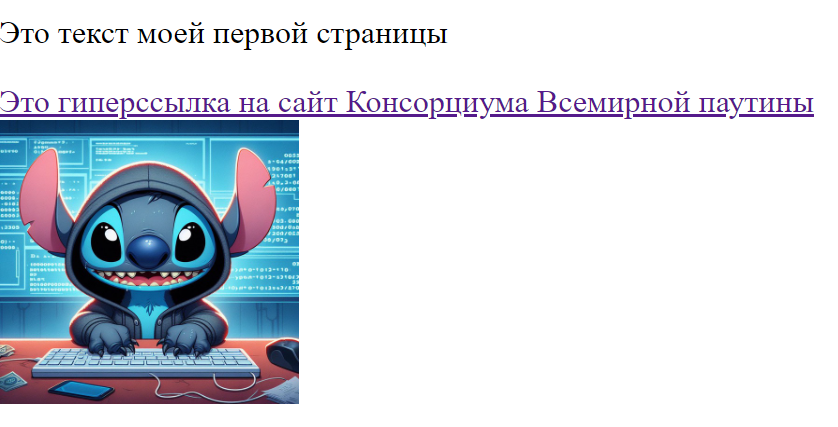 Это текст моей первой страницы
Это гиперссылка на сайт Консорциума Всемирной паутины